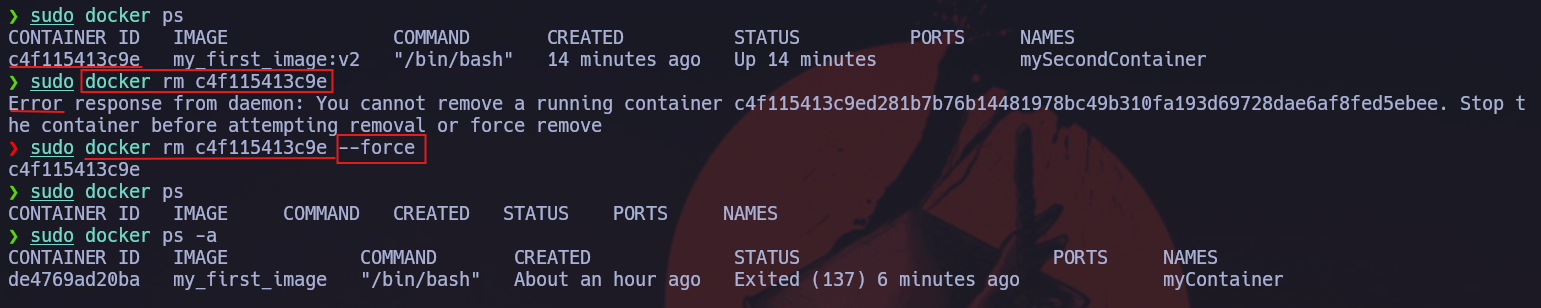 ❯ sudo docker ps
CONTAINER ID   IMAGE               COMMAND       CREATED          STATUS          PORTS     NAMES
c4f115413c9e   my_first_image:v2   "/bin/bash"   14 minutes ago   Up 14 minutes             mySecondContainer
❯ sudo docker rm c4f115413c9e
Error response from daemon: You cannot remove a running container c4f115413c9ed281b7b76b14481978bc49b310fa193d69728dae6af8fed5ebee. Stop t
he container before attempting removal or force remove
❯ sudo docker rm c4f115413c9e --force
c4f115413c9e
❯ sudo docker ps
CONTAINER ID   IMAGE     COMMAND   CREATED   STATUS    PORTS     NAMES
❯ sudo docker ps -a
CONTAINER ID   IMAGE            COMMAND       CREATED             STATUS                       PORTS     NAMES
de4769ad20ba   my_first_image   "/bin/bash"   About an hour ago   Exited (137) 6 minutes ago             myContainer